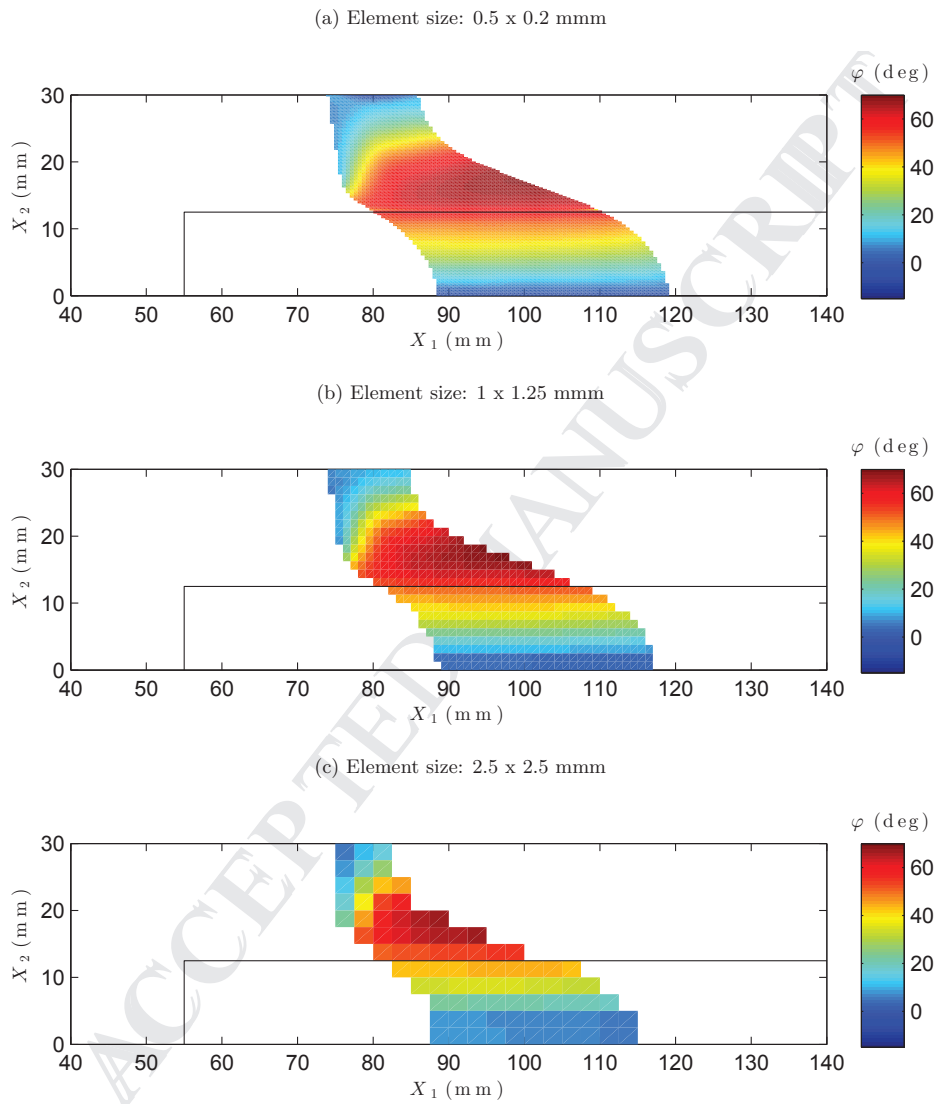 (a) Element size: 0.5 x 0.2 mmm
φ (deg)
30
20
10
0
X2 (mm)
40 50 60 70 80 90 100 110 120 130 140
X1 (mm)
60
40
20
0
(b) Element size: 1 x 1.25 mmm
φ (deg)
30
20
10
0
X2 (mm)
40 50 60 70 80 90 100 110 120 130 140
X1 (mm)
60
40
20
0
(c) Element size: 2.5 x 2.5 mmm
φ (deg)
30
20
10
0
X2 (mm)
40 50 60 70 80 90 100 110 120 130 140
X1 (mm)
60
40
20
0
ACCEPTED MANUSCRIPT